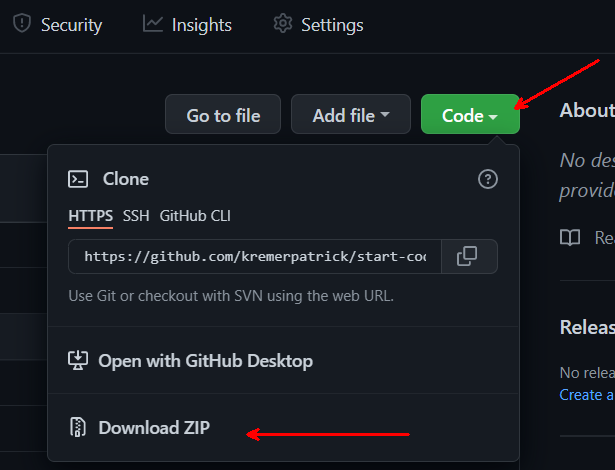 Security Insights Settings
Go to file Add file Code
About
Clone
No des
provide
HTTPS SSH GitHub CLI
https://github.com/kremerpatrick/start-cod
Rea
Use Git or checkout with SVN using the web URL.
Releas
Open with GitHub Desktop
No relea
Create a
Download ZIP